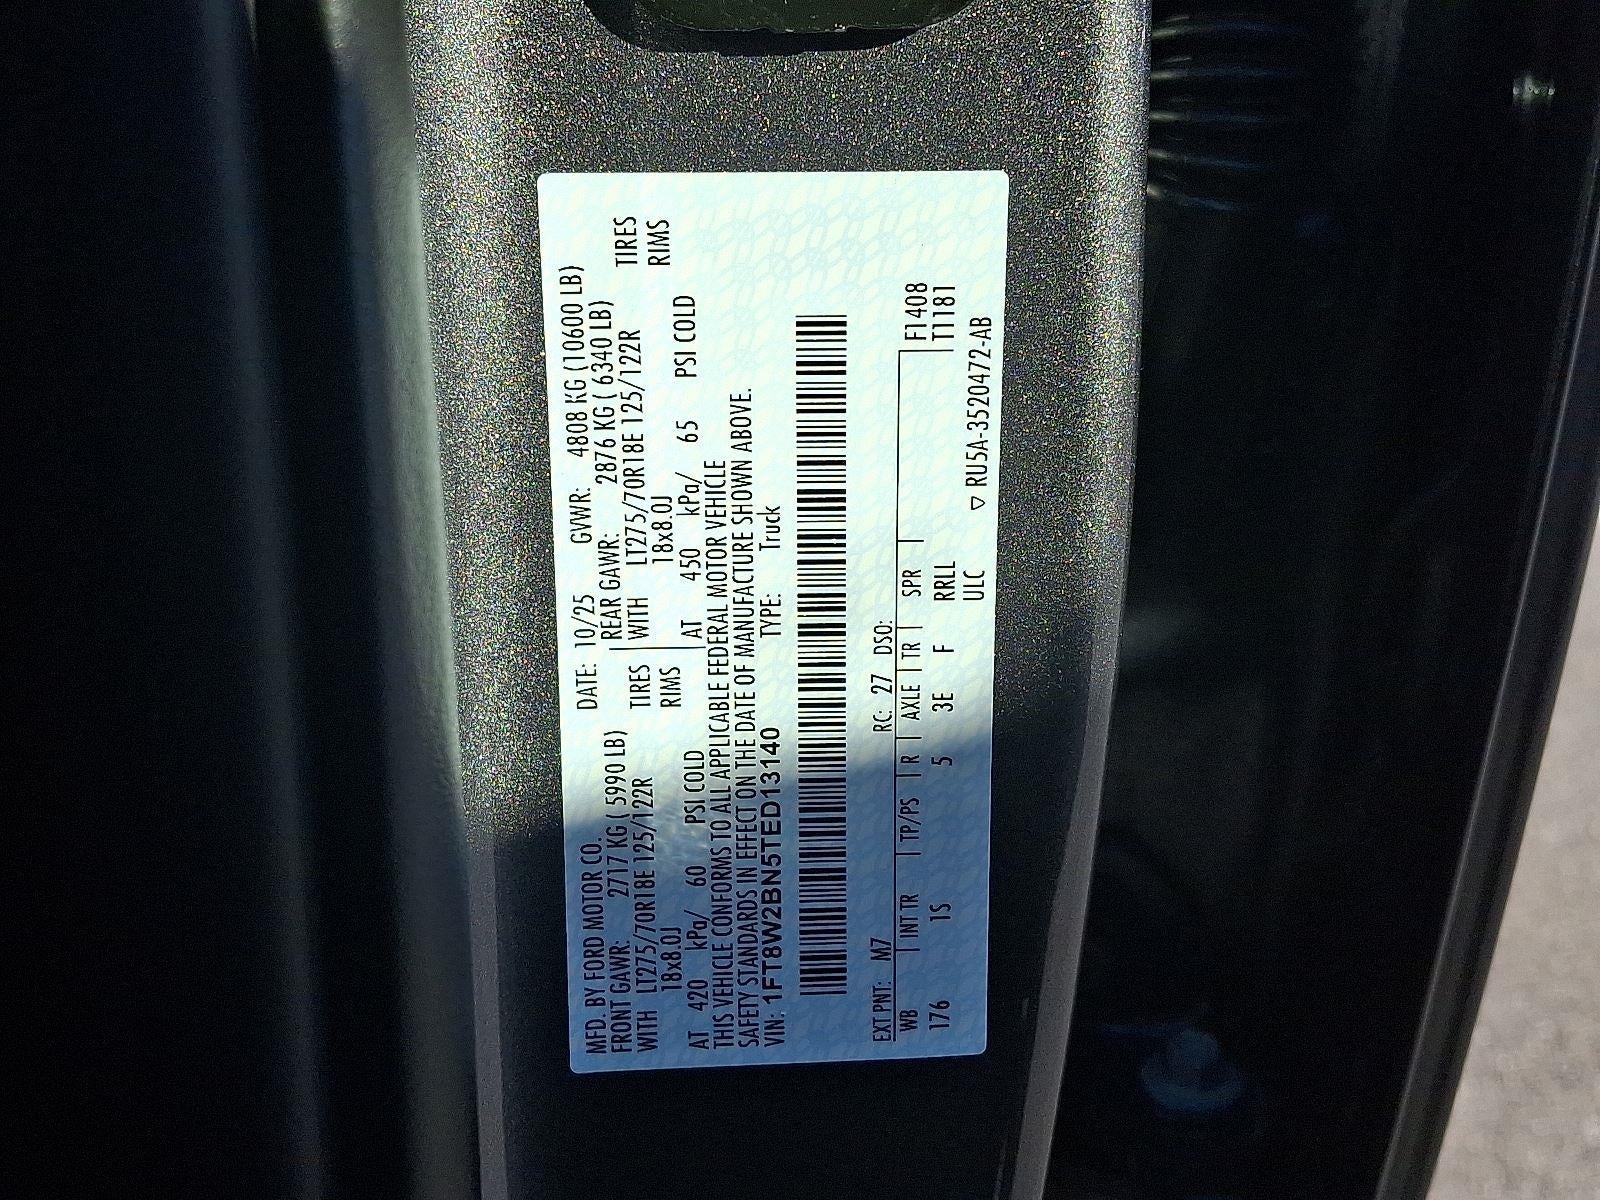 MFD. BY FORD MOTOR CO. DATE: 10/25 GVWR: 4808 KG (10600 LB)
FRONT GAWR: 2717 KG ( 5990 LB) REAR GAWR: 2876 KG ( 6340 LB)
WITH LT275/70R18E 125/122R TIRES WITH LT275/70R18E 125/122R TIRES
18x8.0J RIMS 18x8.0J RIMS
AT 420 kPa/ 60 PSI COLD AT 450 kPa/ 65 PSI COLD
THIS VEHICLE CONFORMS TO ALL APPLICABLE FEDERAL MOTOR VEHICLE
SAFETY STANDARDS IN EFFECT ON THE DATE OF MANUFACTURE SHOWN ABOVE.
VIN: 1FT8W2BN5TED13140 TYPE: Truck
EXT PNT: M7 RC: 27 DSO:
WB INT TR TP/PS R AXLE TR SPR F1408
176 1S 5 3E F RRLL T1181
ULC ▽ RU5A-3520472-AB